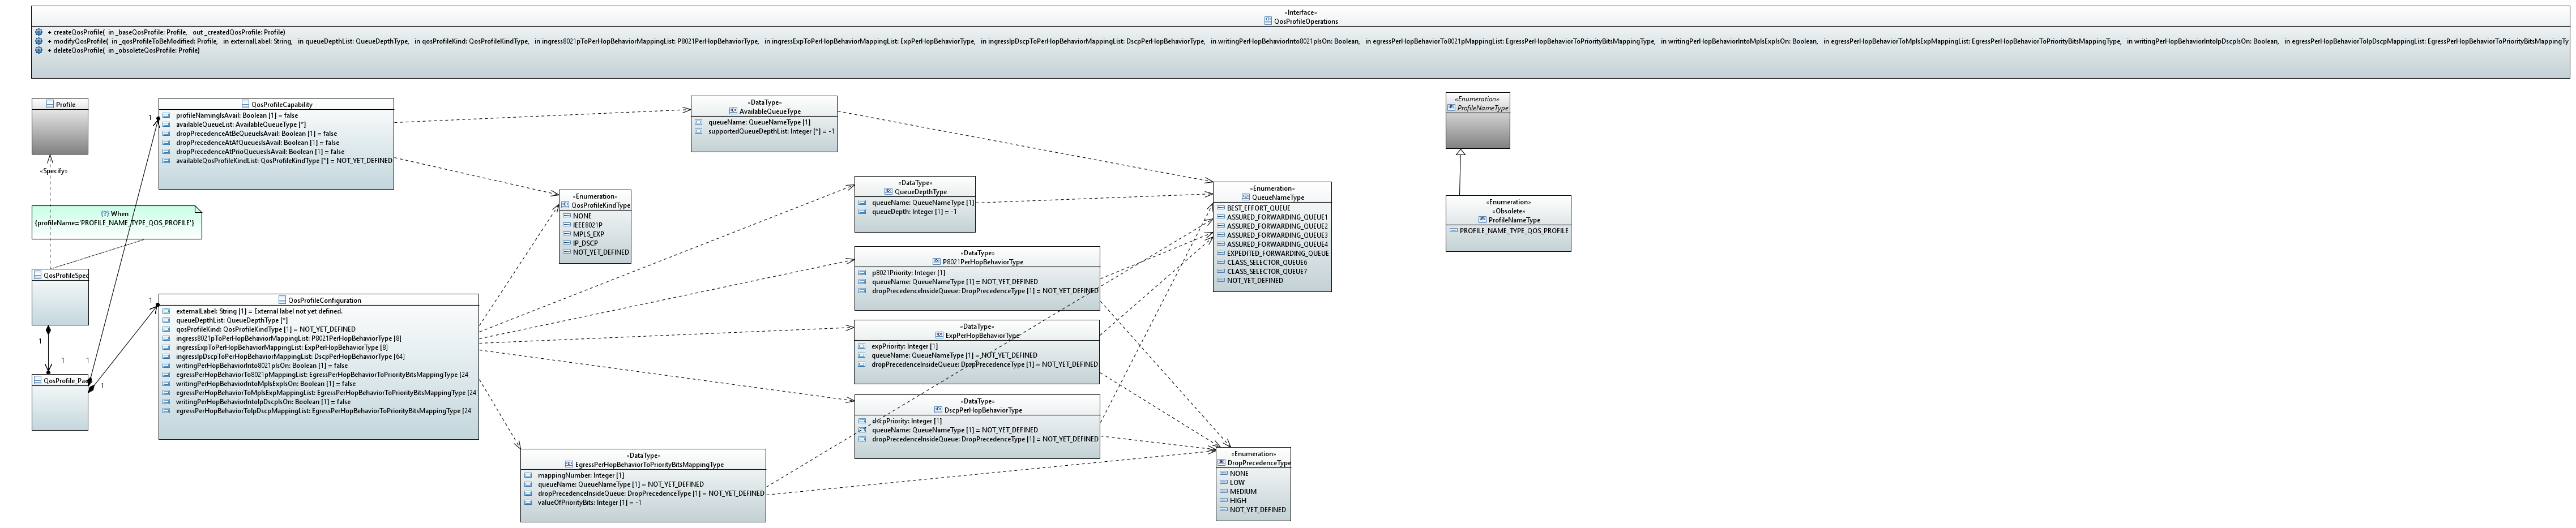 «Interface»
QosProfileOperations
+ createQosProfile( in _baseQosProfile: Profile, out _createdQosProfile: Profile)
+ modifyQosProfile( in _qosProfileToBeModified: Profile, in externalLabel: String, in queueDepthList: QueueDepthType, in qosProfileKind: QosProfileKindType, in ingress8021pToPerHopBehaviorMappingList: P8021PerHopBehaviorType, in ingressExpToPerHopBehaviorMappingList: ExpPerHopBehaviorType, in ingressIpDscpToPerHopBehaviorMappingList: DscpPerHopBehaviorType, in writingPerHopBehaviorInto8021pIsOn: Boolean, in egressPerHopBehaviorTo8021pMappingList: EgressPerHopBehaviorToPriorityBitsMappingType, in writingPerHopBehaviorIntoMplsExpIsOn: Boolean, in egressPerHopBehaviorToMplsExpMappingList: EgressPerHopBehaviorToPriorityBitsMappingType, in writingPerHopBehaviorIntoIpDscpIsOn: Boolean, in egressPerHopBehaviorToIpDscpMappingList: EgressPerHopBehaviorToPriorityBitsMappingTy
+ deleteQosProfile( in _obsoleteQosProfile: Profile)
Profile
«Specify»
(?) When
{profileName='PROFILE_NAME_TYPE_QOS_PROFILE'}
QosProfileSpec
1
1
QosProfile_Pac
1
1
1
1
QosProfileCapability
profileNamingIsAvail: Boolean [1] = false
availableQueueList: AvailableQueueType [*]
dropPrecedenceAtBeQueueIsAvail: Boolean [1] = false
dropPrecedenceAtAfQueuesIsAvail: Boolean [1] = false
dropPrecedenceAtPrioQueuesIsAvail: Boolean [1] = false
availableQosProfileKindList: QosProfileKindType [*] = NOT_YET_DEFINED
QosProfileConfiguration
externalLabel: String [1] = External label not yet defined.
queueDepthList: QueueDepthType [*]
qosProfileKind: QosProfileKindType [1] = NOT_YET_DEFINED
ingress8021pToPerHopBehaviorMappingList: P8021PerHopBehaviorType [8]
ingressExpToPerHopBehaviorMappingList: ExpPerHopBehaviorType [8]
ingressIpDscpToPerHopBehaviorMappingList: DscpPerHopBehaviorType [64]
writingPerHopBehaviorInto8021pIsOn: Boolean [1] = false
egressPerHopBehaviorTo8021pMappingList: EgressPerHopBehaviorToPriorityBitsMappingType [24]
writingPerHopBehaviorIntoMplsExpIsOn: Boolean [1] = false
egressPerHopBehaviorToMplsExpMappingList: EgressPerHopBehaviorToPriorityBitsMappingType [24
writingPerHopBehaviorIntoIpDscpIsOn: Boolean [1] = false
egressPerHopBehaviorToIpDscpMappingList: EgressPerHopBehaviorToPriorityBitsMappingType [24]
«DataType»
AvailableQueueType
queueName: QueueNameType [1]
supportedQueueDepthList: Integer [*] = -1
«Enumeration»
QosProfileKindType
NONE
IEEE8021P
MPLS_EXP
IP_DSCP
NOT_YET_DEFINED
«DataType»
QueueDepthType
queueName: QueueNameType [1]
queueDepth: Integer [1] = -1
«DataType»
P8021PerHopBehaviorType
p8021Priority: Integer [1]
queueName: QueueNameType [1] = NOT_YET_DEFINED
dropPrecedenceInsideQueue: DropPrecedenceType [1] = NOT_YET_DEFINED
«DataType»
ExpPerHopBehaviorType
expPriority: Integer [1]
queueName: QueueNameType [1] = NOT_YET_DEFINED
dropPrecedenceInsideQueue: DropPrecedenceType [1] = NOT_YET_DEFINED
«DataType»
DscpPerHopBehaviorType
dscpPriority: Integer [1]
queueName: QueueNameType [1] = NOT_YET_DEFINED
dropPrecedenceInsideQueue: DropPrecedenceType [1] = NOT_YET_DEFINED
«DataType»
EgressPerHopBehaviorToPriorityBitsMappingType
mappingNumber: Integer [1]
queueName: QueueNameType [1] = NOT_YET_DEFINED
dropPrecedenceInsideQueue: DropPrecedenceType [1] = NOT_YET_DEFINED
valueOfPriorityBits: Integer [1] = -1
«Enumeration»
QueueNameType
BEST_EFFORT_QUEUE
ASSURED_FORWARDING_QUEUE1
ASSURED_FORWARDING_QUEUE2
ASSURED_FORWARDING_QUEUE3
ASSURED_FORWARDING_QUEUE4
EXPEDITED_FORWARDING_QUEUE
CLASS_SELECTOR_QUEUE6
CLASS_SELECTOR_QUEUE7
NOT_YET_DEFINED
«Enumeration»
DropPrecedenceType
NONE
LOW
MEDIUM
HIGH
NOT_YET_DEFINED
«Enumeration»
ProfileNameType
«Enumeration»
«Obsolete»
ProfileNameType
PROFILE_NAME_TYPE_QOS_PROFILE